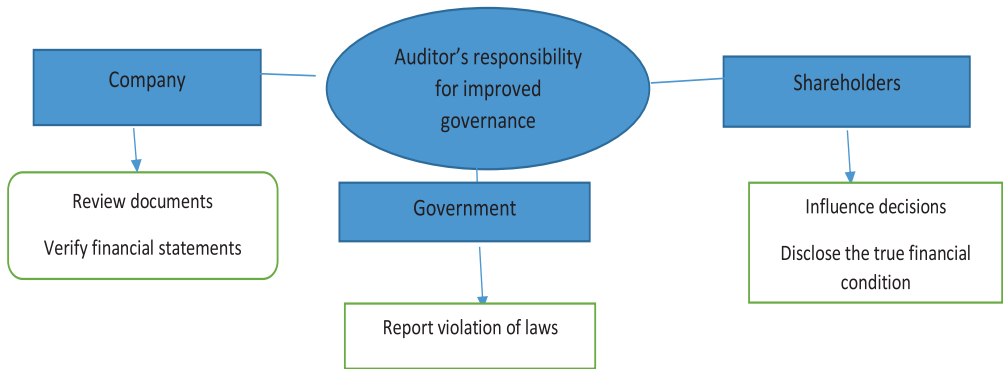 Auditor’s responsibility
for improved
governance
Company
Review documents
Verify financial statements
Government
Report violation of laws
Shareholders
Influence decisions
Disclose the true financial
condition